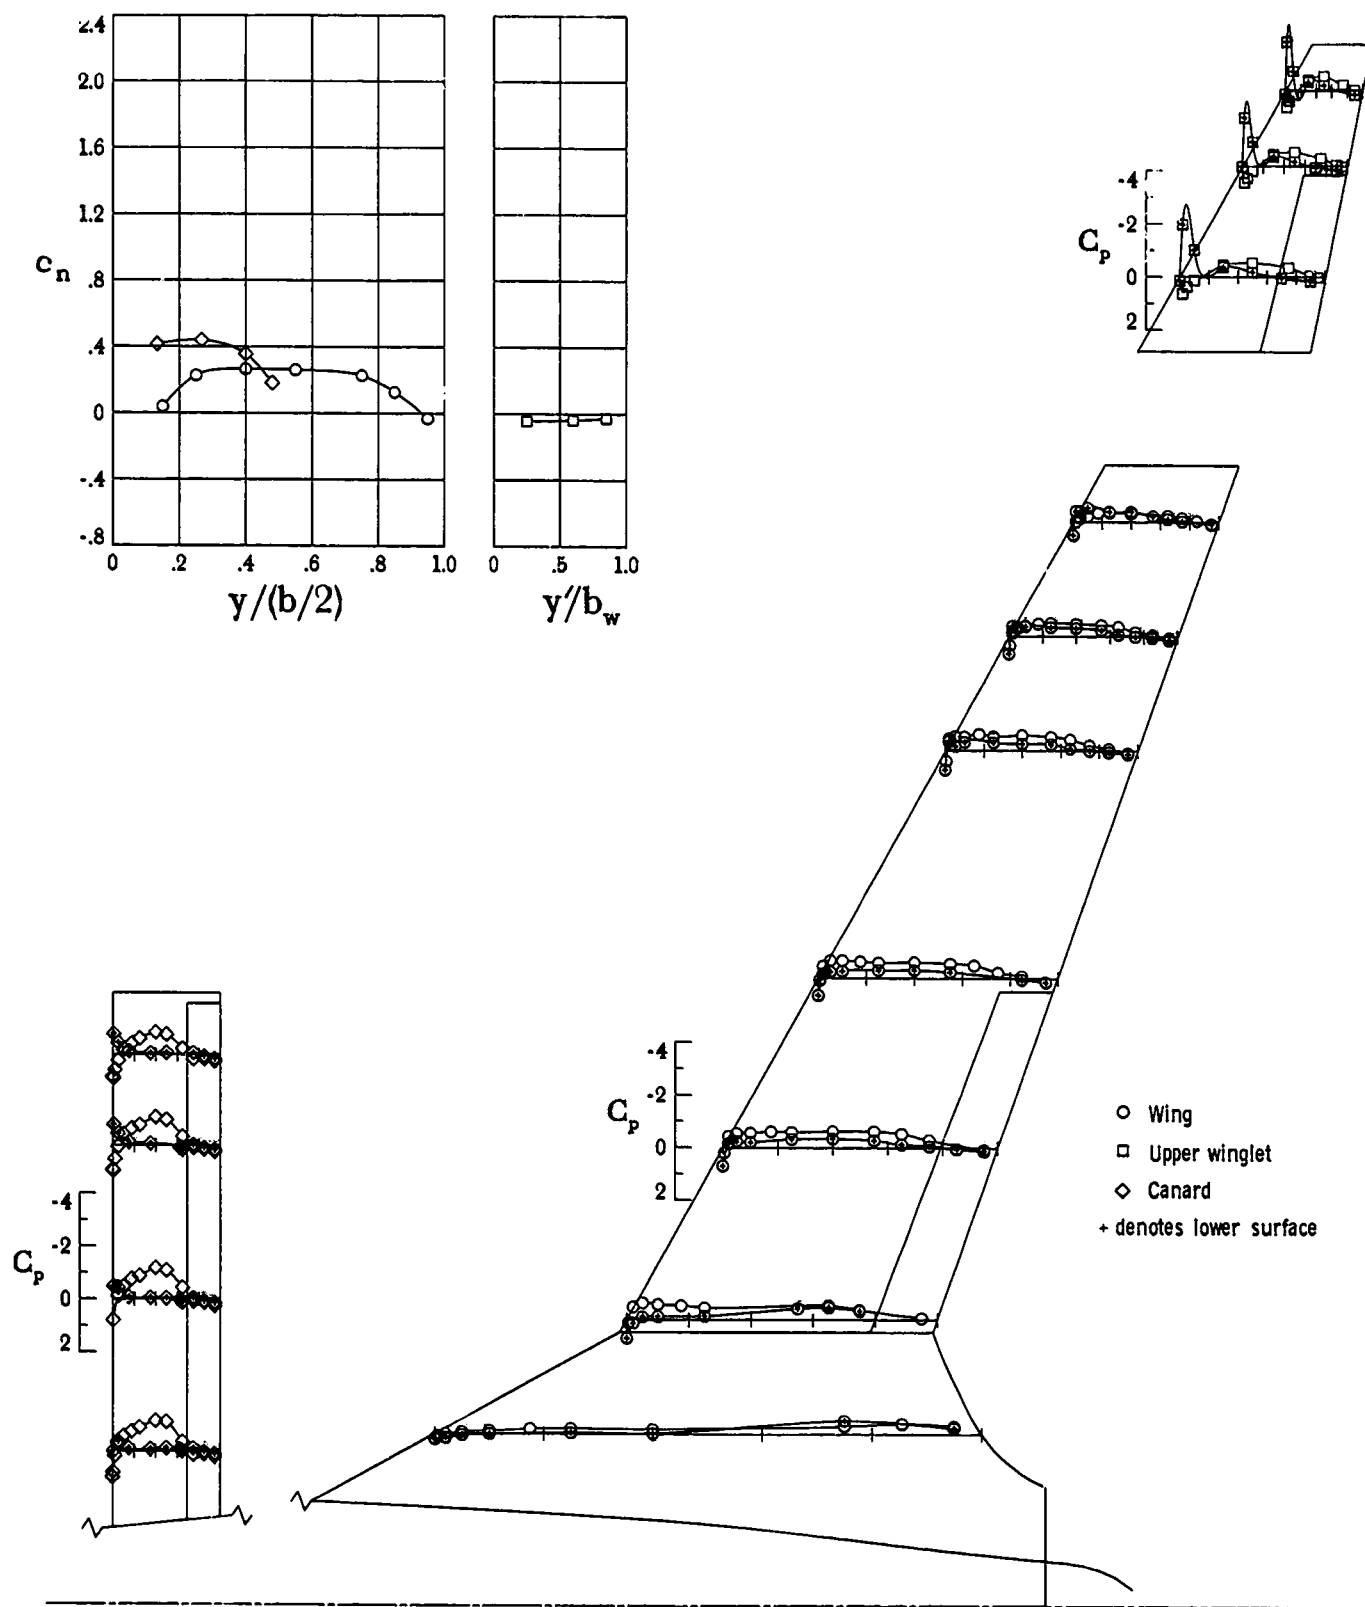 2.4
2.0
1.6
1.2
.8
.4
0
-.4
-.8
c_n
0 .2 .4 .6 .8 1.0
y/(b/2)
0 .5 1.0
y'/b_w
-4
-2
0
2
C_p
-4
-2
0
2
C_p
Wing
Upper winglet
Canard
+ denotes lower surface
-4
-2
0
2
C_p